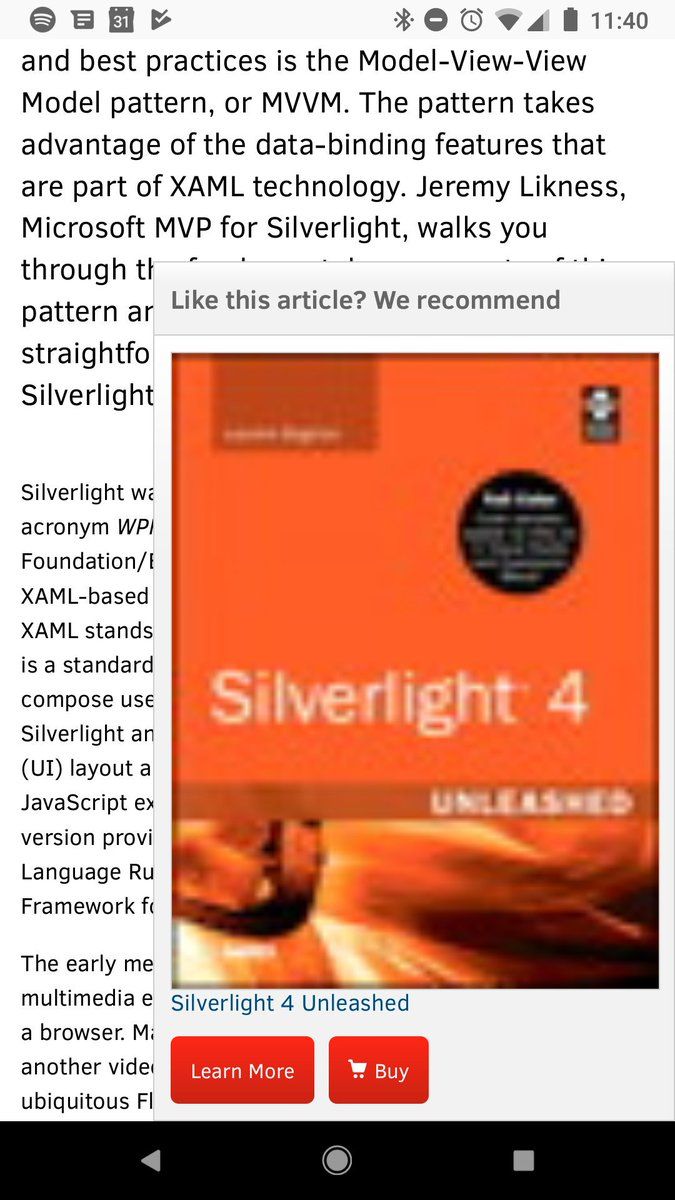 31
11:40
and best practices is the Model-View-View
Model pattern, or MVVM. The pattern takes
advantage of the data-binding features that
are part of XAML technology. Jeremy Likness,
Microsoft MVP for Silverlight, walks you
through
pattern
straightfo
Silverlight
Like this article? We recommend
Silverlight wa
acronym WPF
Foundation/E
XAML-based
XAML stands
is a standard
compose use
Silverlight an
(UI) layout a
JavaScript ex
version provi
Language Ru
Framework fo
The early me
multimedia e
a browser. Ma
another video
ubiquitous Fl
Full Color
Silverlight 4
UNLEASHED
Silverlight 4 Unleashed
Learn More
Buy